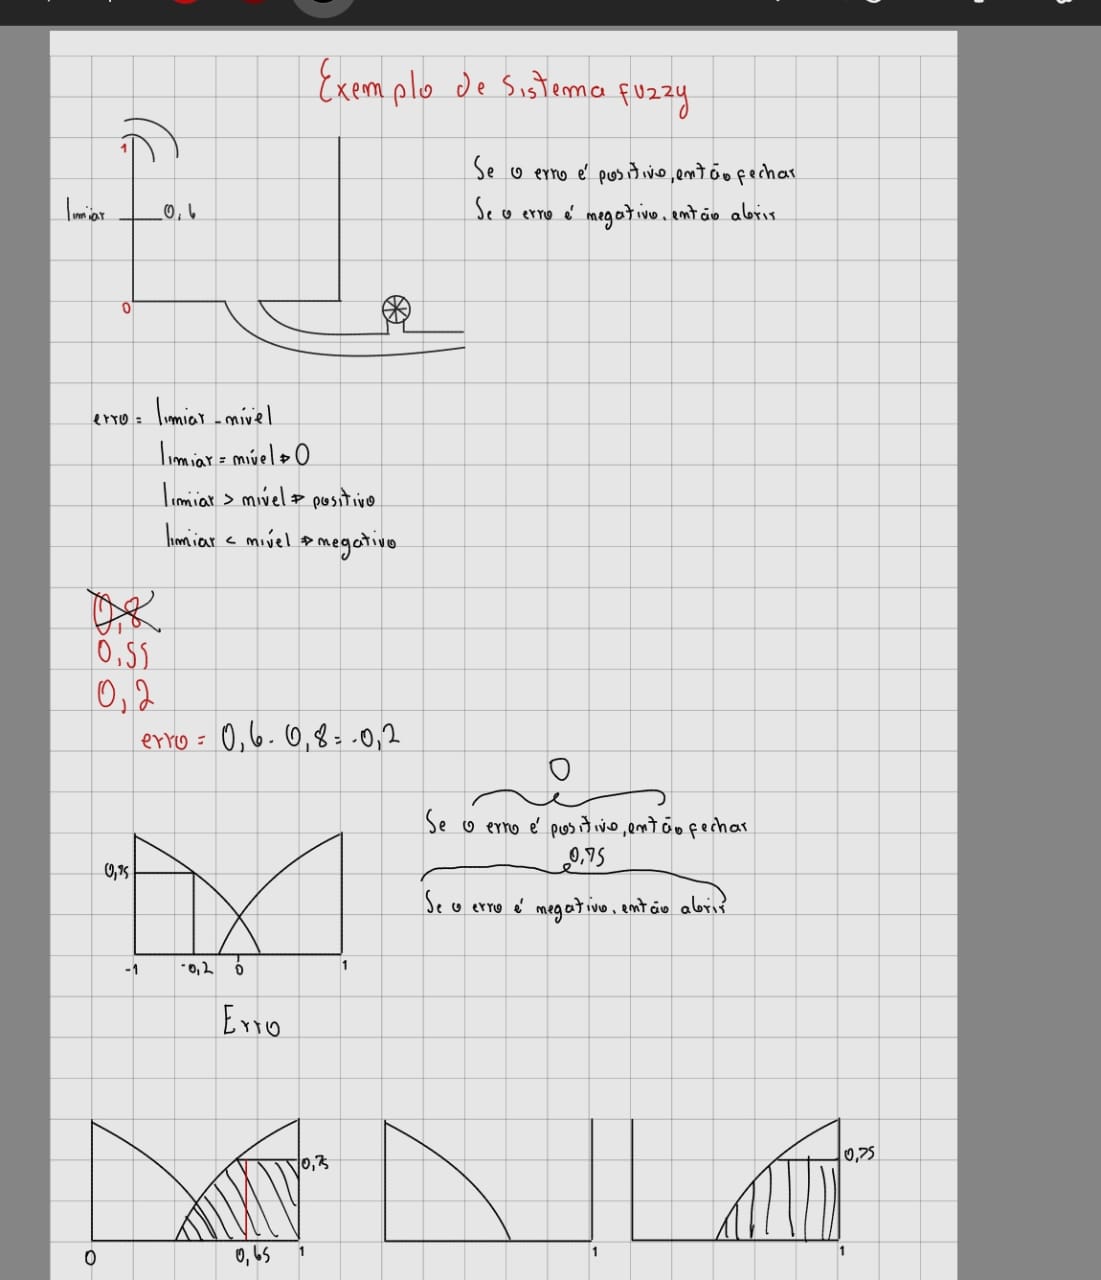 Exemplo de Sistema fuzzy
1
Se o erro é positivo, então fechar
limiar 0,6
Se o erro é negativo, então abrir
0
erro = limiar - nível
limiar = nível ⇒ 0
limiar > nível ⇒ positivo
limiar < nível ⇒ negativo
0,8
0,55
0,2
erro = 0,6 - 0,8 = -0,2
0
Se o erro é positivo, então fechar
0,75
0,75
Se o erro é negativo, então abrir
-1 -0,2 0 1
Erro
0,75
0,75
0 0,65 1
1
1